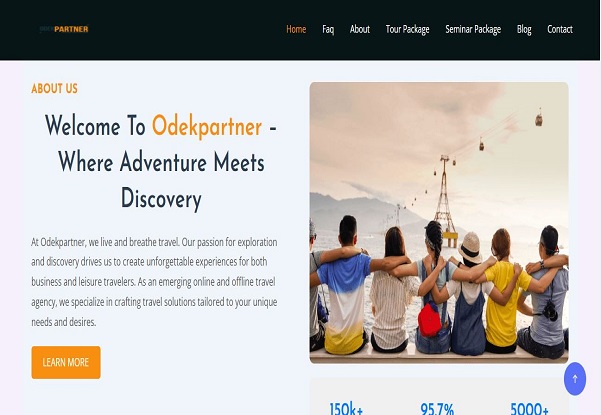 PARTNER
Home Faq About Tour Package Seminar Package Blog Contact
ABOUT US
Welcome To Odekpartner –
Where Adventure Meets
Discovery
At Odekpartner, we live and breathe travel. Our passion for exploration
and discovery drives us to create unforgettable experiences for both
business and leisure travelers. As an emerging online and offline travel
agency, we specialize in crafting travel solutions tailored to your unique
needs and desires.
LEARN MORE
150k+ 95.7% 5000+